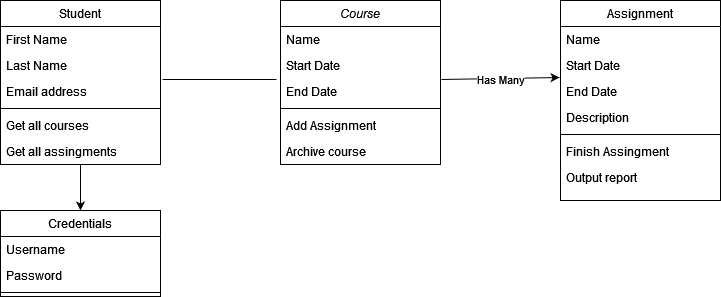 Student
First Name
Last Name
Email address
Get all courses
Get all assingments
Credentials
Username
Password
Course
Name
Start Date
End Date
Add Assignment
Archive course
Has Many
Assignment
Name
Start Date
End Date
Description
Finish Assingment
Output report